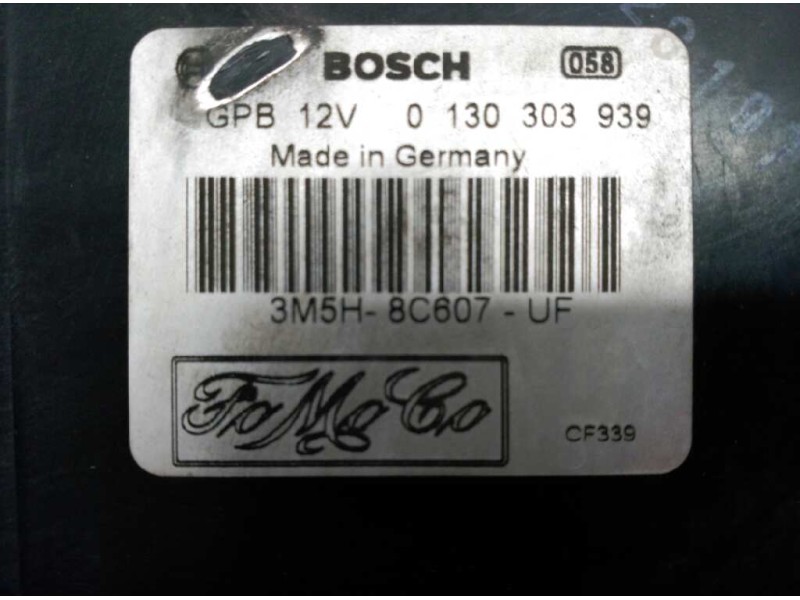 BOSCH 058
GPB 12V 0 130 303 939
Made in Germany
3M5H- 8C607 - UF
FoMoCo
CF339